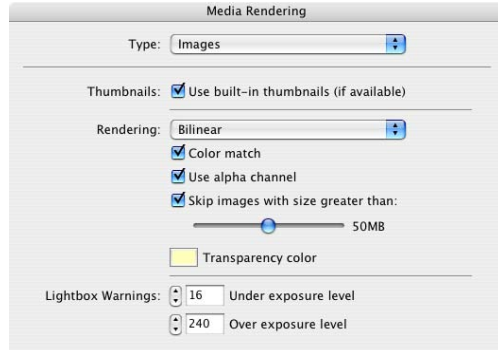 Media Rendering
Type: Images
Thumbnails: Use built-in thumbnails (if available)
Rendering: Bilinear
Color match
Use alpha channel
Skip images with size greater than:
50MB
Transparency color
Lightbox Warnings: 16 Under exposure level
240 Over exposure level